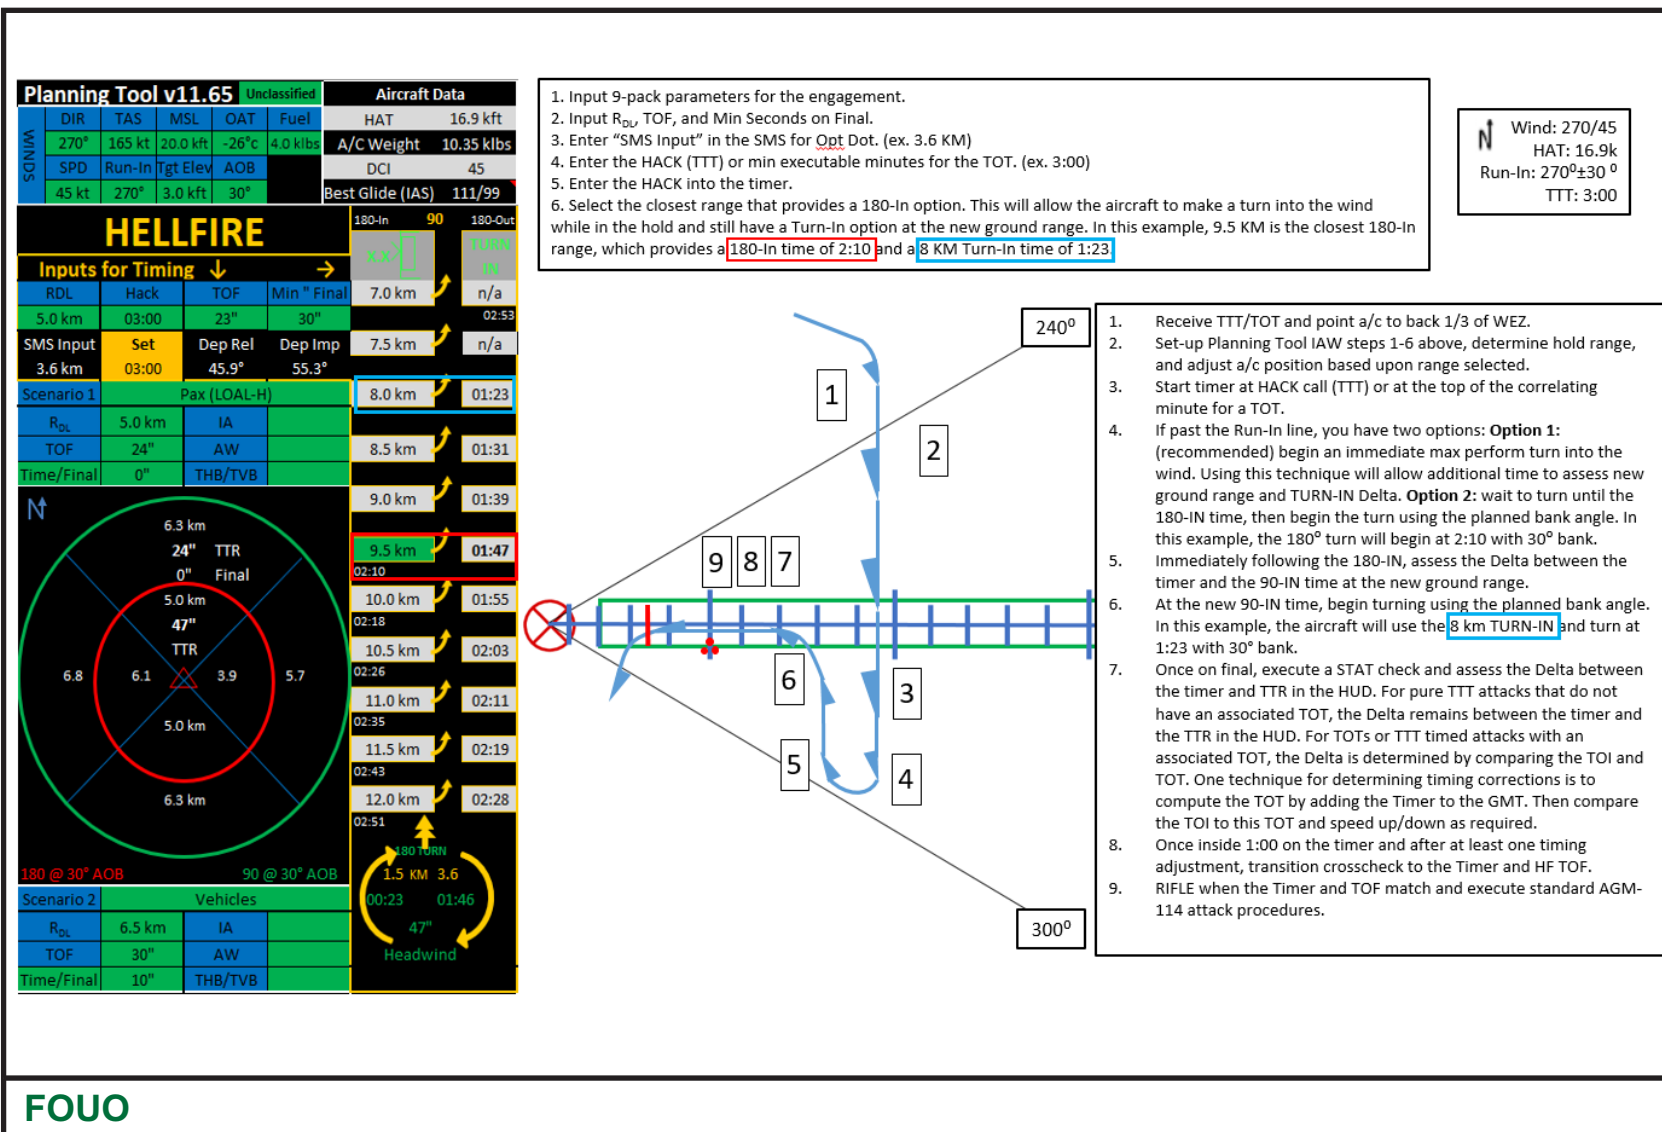 Planning Tool v11.65 Unclassified
Aircraft Data
WINDS
DIR TAS MSL OAT Fuel
270° 165 kt 20.0 kft -26°c 4.0 klbs
SPD Run-In Tgt Elev AOB
45 kt 270° 3.0 kft 30°
HAT 16.9 kft
A/C Weight 10.35 klbs
DCI 45
Best Glide (IAS) 111/99
HELLFIRE
Inputs for Timing ↓ →
RDL Hack TOF Min " Final
5.0 km 03:00 23" 30"
SMS Input Set Dep Rel Dep Imp
3.6 km 03:00 45.9° 55.3°
Scenario 1 Pax (LOAL-H)
RDL 5.0 km IA
TOF 24" AW
Time/Final 0" THB/TVB
N
6.3 km
24" TTR
0" Final
5.0 km
47"
TTR
6.8 6.1 3.9 5.7
5.0 km
6.3 km
180 @ 30° AOB 90 @ 30° AOB
Scenario 2 Vehicles
RDL 6.5 km IA
TOF 30" AW
Time/Final 10" THB/TVB
180-In 90 180-Out
X.X TURN
IN
7.0 km n/a
02:53
7.5 km n/a
8.0 km 01:23
8.5 km 01:31
9.0 km 01:39
9.5 km 01:47
02:10
10.0 km 01:55
02:18
10.5 km 02:03
02:26
11.0 km 02:11
02:35
11.5 km 02:19
02:43
12.0 km 02:28
02:51
180 TURN
1.5 KM 3.6
00:23 01:46
47"
Headwind
1. Input 9-pack parameters for the engagement.
2. Input RDL, TOF, and Min Seconds on Final.
3. Enter “SMS Input” in the SMS for Opt Dot. (ex. 3.6 KM)
4. Enter the HACK (TTT) or min executable minutes for the TOT. (ex. 3:00)
5. Enter the HACK into the timer.
6. Select the closest range that provides a 180-In option. This will allow the aircraft to make a turn into the wind
while in the hold and still have a Turn-In option at the new ground range. In this example, 9.5 KM is the closest 180-In
range, which provides a 180-In time of 2:10 and a 8 KM Turn-In time of 1:23.
N
Wind: 270/45
HAT: 16.9k
Run-In: 270⁰±30 ⁰
TTT: 3:00
240⁰
1
2
9 8 7
6
3
5
4
300⁰
1. Receive TTT/TOT and point a/c to back 1/3 of WEZ.
2. Set-up Planning Tool IAW steps 1-6 above, determine hold range,
and adjust a/c position based upon range selected.
3. Start timer at HACK call (TTT) or at the top of the correlating
minute for a TOT.
4. If past the Run-In line, you have two options: Option 1:
(recommended) begin an immediate max perform turn into the
wind. Using this technique will allow additional time to assess new
ground range and TURN-IN Delta. Option 2: wait to turn until the
180-IN time, then begin the turn using the planned bank angle. In
this example, the 180⁰ turn will begin at 2:10 with 30⁰ bank.
5. Immediately following the 180-IN, assess the Delta between the
timer and the 90-IN time at the new ground range.
6. At the new 90-IN time, begin turning using the planned bank angle.
In this example, the aircraft will use the 8 km TURN-IN and turn at
1:23 with 30° bank.
7. Once on final, execute a STAT check and assess the Delta between
the timer and TTR in the HUD. For pure TTT attacks that do not
have an associated TOT, the Delta remains between the timer and
the TTR in the HUD. For TOTs or TTT timed attacks with an
associated TOT, the Delta is determined by comparing the TOI and
TOT. One technique for determining timing corrections is to
compute the TOT by adding the Timer to the GMT. Then compare
the TOI to this TOT and speed up/down as required.
8. Once inside 1:00 on the timer and after at least one timing
adjustment, transition crosscheck to the Timer and HF TOF.
9. RIFLE when the Timer and TOF match and execute standard AGM-
114 attack procedures.
FOUO